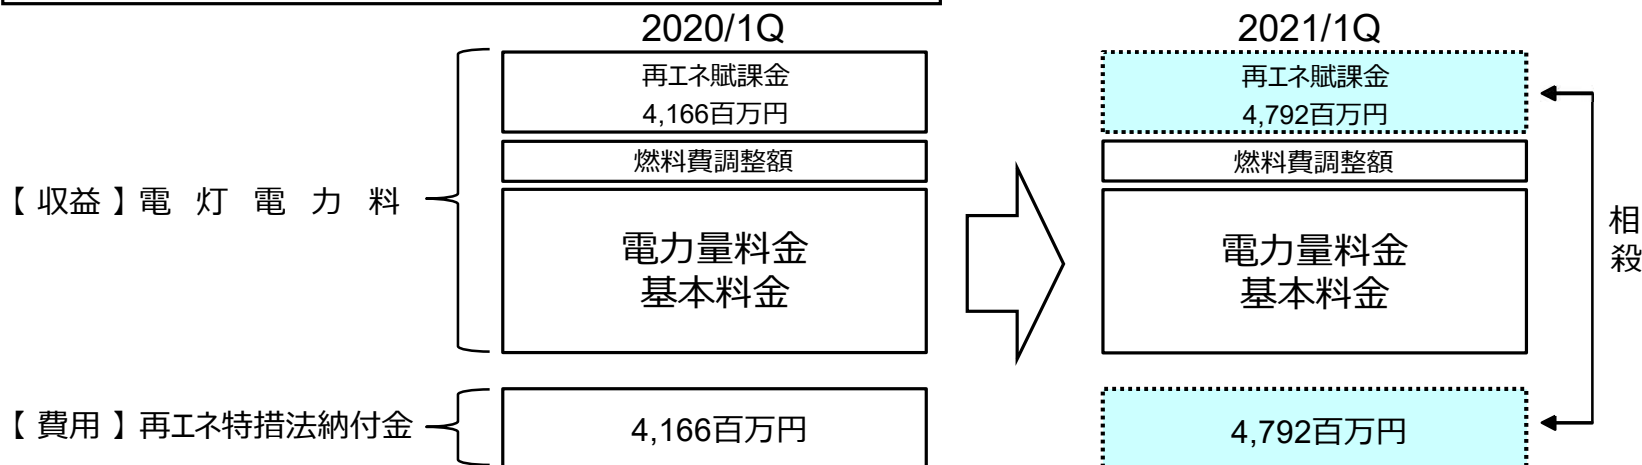 2020/1Q
2021/1Q
再エネ賦課金
4,166百万円
再エネ賦課金
4,792百万円
燃料費調整額
燃料費調整額
【 収益 】電 灯 電 力 料
電力量料金
基本料金
電力量料金
基本料金
相殺
【 費用 】再エネ特措法納付金
4,166百万円
4,792百万円